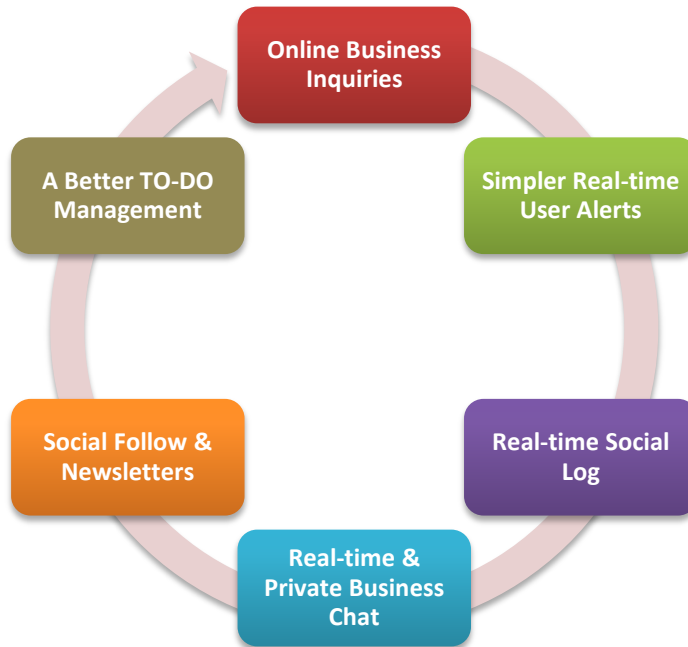 Online Business
Inquiries
Simpler Real-time
User Alerts
Real-time Social
Log
Real-time &
Private Business
Chat
Social Follow &
Newsletters
A Better TO-DO
Management